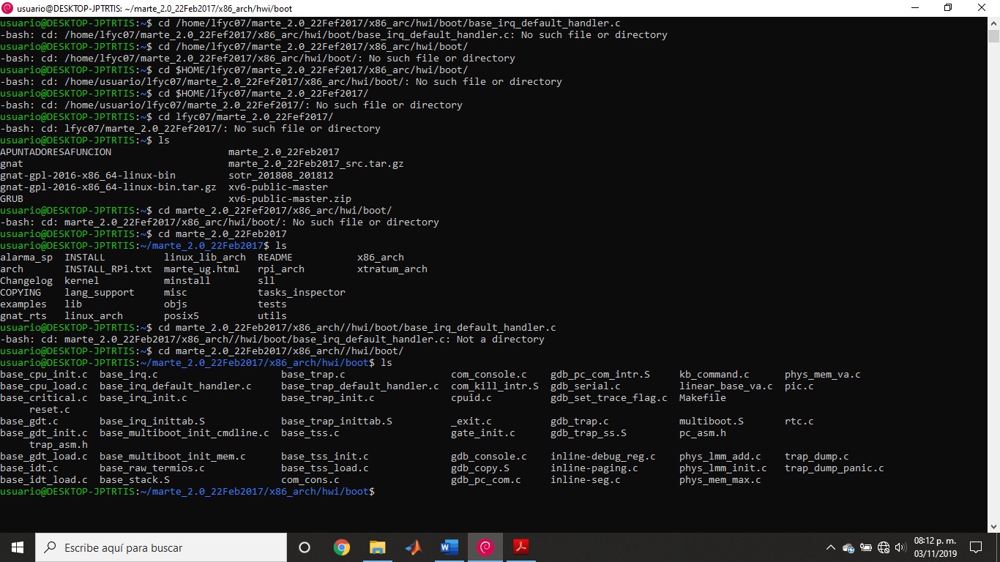 usuario@DESKTOP-JPTRTIS: ~/marte_2.0_22Feb2017/x86_arch/hwi/boot
usuario@DESKTOP-JPTRTIS:~$ cd /home/lfyc07/marte_2.0_22Fef2017/x86_arc/hwi/boot/base_irq_default_handler.c
-bash: cd: /home/lfyc07/marte_2.0_22Fef2017/x86_arc/hwi/boot/base_irq_default_handler.c: No such file or directory
usuario@DESKTOP-JPTRTIS:~$ cd /home/lfyc07/marte_2.0_22Fef2017/x86_arc/hwi/boot/
-bash: cd: /home/lfyc07/marte_2.0_22Fef2017/x86_arc/hwi/boot/: No such file or directory
usuario@DESKTOP-JPTRTIS:~$ cd $HOME/lfyc07/marte_2.0_22Fef2017/x86_arc/hwi/boot/
-bash: cd: /home/usuario/lfyc07/marte_2.0_22Fef2017/x86_arc/hwi/boot/: No such file or directory
usuario@DESKTOP-JPTRTIS:~$ cd $HOME/lfyc07/marte_2.0_22Fef2017/
-bash: cd: /home/usuario/lfyc07/marte_2.0_22Fef2017/: No such file or directory
usuario@DESKTOP-JPTRTIS:~$ cd lfyc07/marte_2.0_22Fef2017/
-bash: cd: lfyc07/marte_2.0_22Fef2017/: No such file or directory
usuario@DESKTOP-JPTRTIS:~$ ls
APUNTADORESAFUNCION marte_2.0_22Feb2017
gnat marte_2.0_22Feb2017_src.tar.gz
gnat-gpl-2016-x86_64-linux-bin sotr_201808_201812
gnat-gpl-2016-x86_64-linux-bin.tar.gz xv6-public-master
GRUB xv6-public-master.zip
usuario@DESKTOP-JPTRTIS:~$ cd marte_2.0_22Fef2017/x86_arc/hwi/boot/
-bash: cd: marte_2.0_22Fef2017/x86_arc/hwi/boot/: No such file or directory
usuario@DESKTOP-JPTRTIS:~$ cd marte_2.0_22Feb2017
usuario@DESKTOP-JPTRTIS:~/marte_2.0_22Feb2017$ ls
alarma_sp INSTALL linux_lib_arch README x86_arch
arch INSTALL_RPi.txt marte_ug.html rpi_arch xtratum_arch
Changelog kernel minstall sll
COPYING lang_support misc tasks_inspector
examples lib objs tests
gnat_rts linux_arch posix5 utils
usuario@DESKTOP-JPTRTIS:~$ cd marte_2.0_22Feb2017/x86_arch//hwi/boot/base_irq_default_handler.c
-bash: cd: marte_2.0_22Feb2017/x86_arch//hwi/boot/base_irq_default_handler.c: Not a directory
usuario@DESKTOP-JPTRTIS:~$ cd marte_2.0_22Feb2017/x86_arch//hwi/boot/
usuario@DESKTOP-JPTRTIS:~/marte_2.0_22Feb2017/x86_arch/hwi/boot$ ls
base_cpu_init.c base_irq.c base_trap.c com_console.c gdb_pc_com_intr.S kb_command.c phys_mem_va.c
base_cpu_load.c base_irq_default_handler.c base_trap_default_handler.c com_kill_intr.S gdb_serial.c linear_base_va.c pic.c
base_critical.c base_irq_init.c base_trap_init.c cpuid.c gdb_set_trace_flag.c Makefile
reset.c
base_gdt.c base_irq_inittab.S base_trap_inittab.S _exit.c gdb_trap.c multiboot.S rtc.c
base_gdt_init.c base_multiboot_init_cmdline.c base_tss.c gate_init.c gdb_trap_ss.S pc_asm.h
trap_asm.h
base_gdt_load.c base_multiboot_init_mem.c base_tss_init.c gdb_console.c inline-debug_reg.c phys_lmm_add.c trap_dump.c
base_idt.c base_raw_termios.c base_tss_load.c gdb_copy.S inline-paging.c phys_lmm_init.c trap_dump_panic.c
base_idt_load.c base_stack.S com_cons.c gdb_pc_com.c inline-seg.c phys_mem_max.c
usuario@DESKTOP-JPTRTIS:~/marte_2.0_22Feb2017/x86_arch/hwi/boot$
Escribe aquí para buscar
08:12 p. m.
03/11/2019